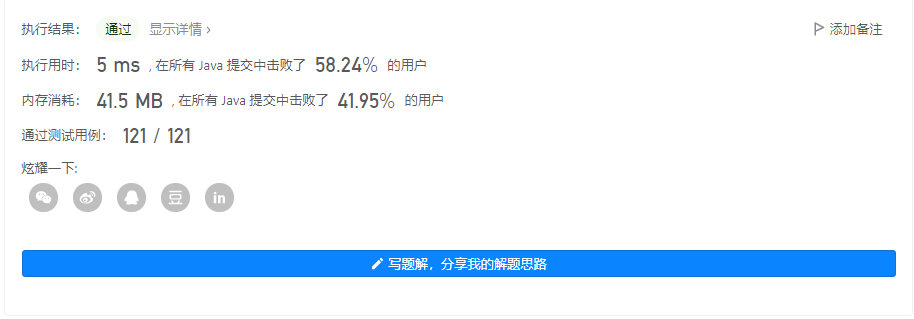 执行结果： 通过 显示详情 › 添加备注
执行用时： 5 ms , 在所有 Java 提交中击败了 58.24% 的用户
内存消耗： 41.5 MB , 在所有 Java 提交中击败了 41.95% 的用户
通过测试用例： 121 / 121
炫耀一下:
豆 in
写题解，分享我的解题思路